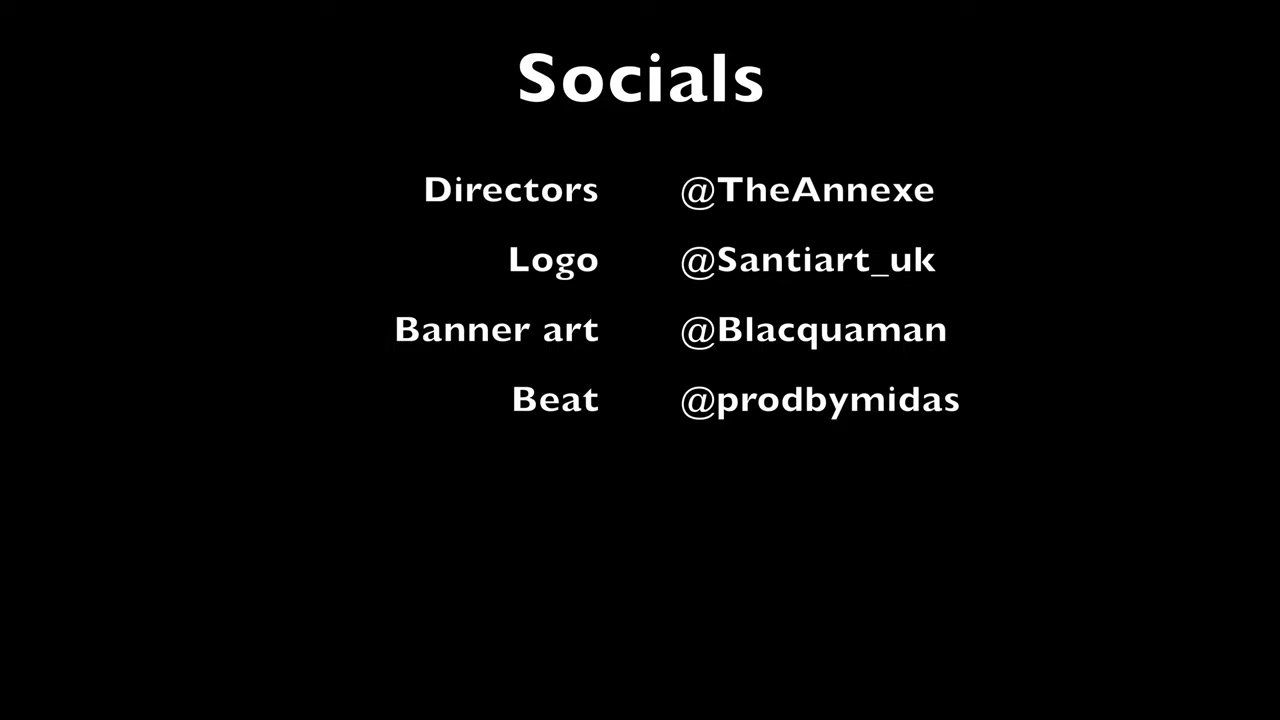 Socials
Directors @TheAnnexe
Logo @Santiart_uk
Banner art @Blacquaman
Beat @prodbymidas